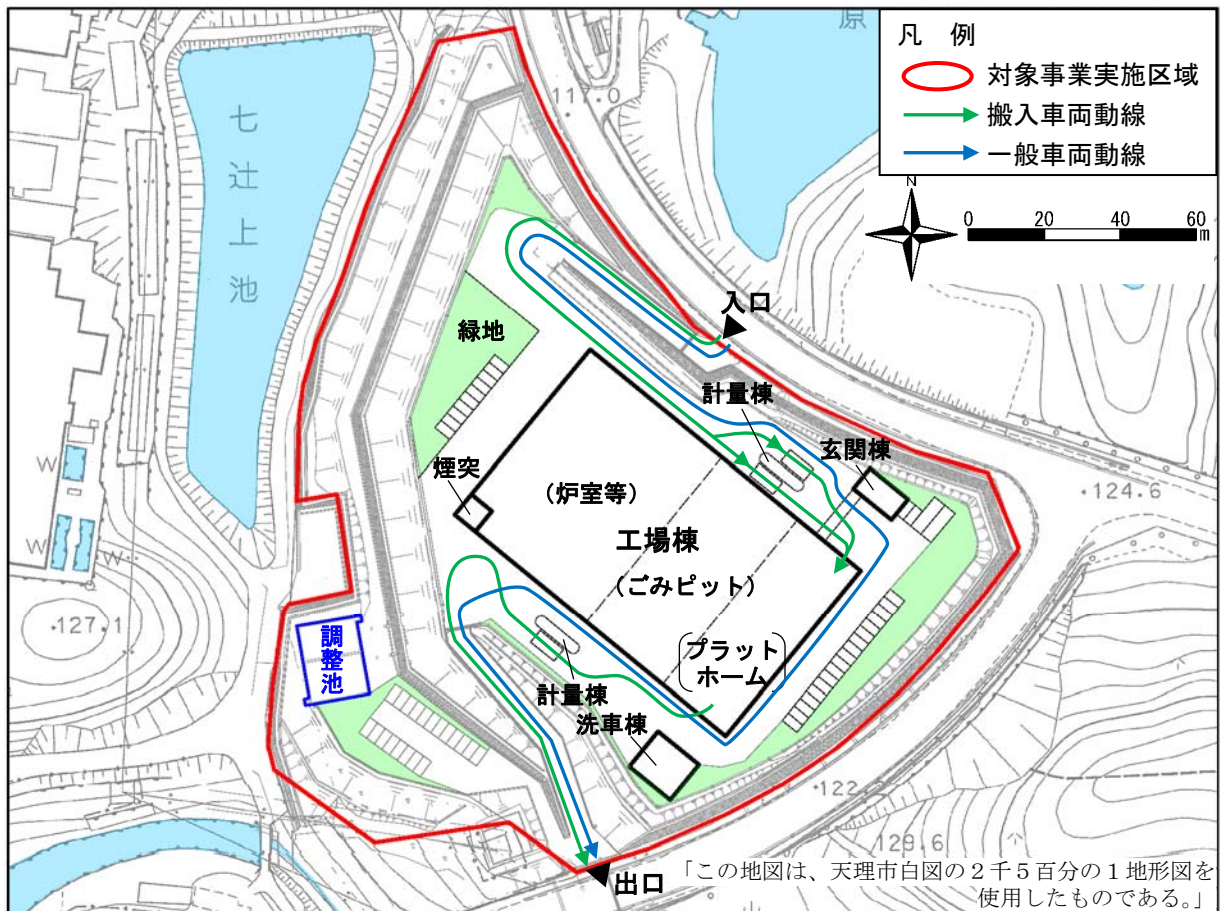 原
凡 例
対象事業実施区域
搬入車両動線
一般車両動線
N
0 20 40 60
m
七辻上池
117.0
入口
緑地
計量棟
玄関棟
煙突
(炉室等)
工場棟
(ごみピット)
124.6
W
W
W
127.1
調整池
プラットホーム
計量棟
洗車棟
122
129.6
出口
「この地図は、天理市白図の2千5百分の1地形図を
使用したものである。」